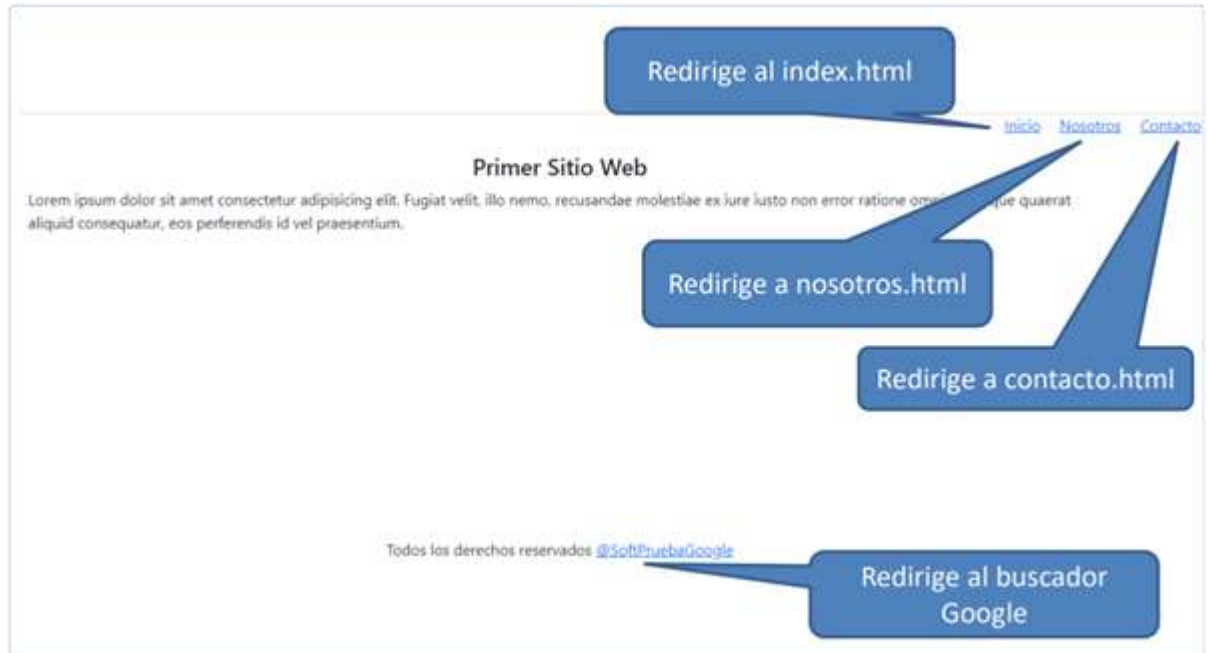 Redirige al index.html
Inicio Nosotros Contacto
Primer Sitio Web
Lorem ipsum dolor sit amet consectetur adipisicing elit. Fugiat velit, illo nemo, recusandae molestiae ex iure iusto non error ratione quaerat
aliquid consequatur, eos perferendis id vel praesentium.
Redirige a nosotros.html
Redirige a contacto.html
Todos los derechos reservados @SoftPruebaGoogle
Redirige al buscador
Google